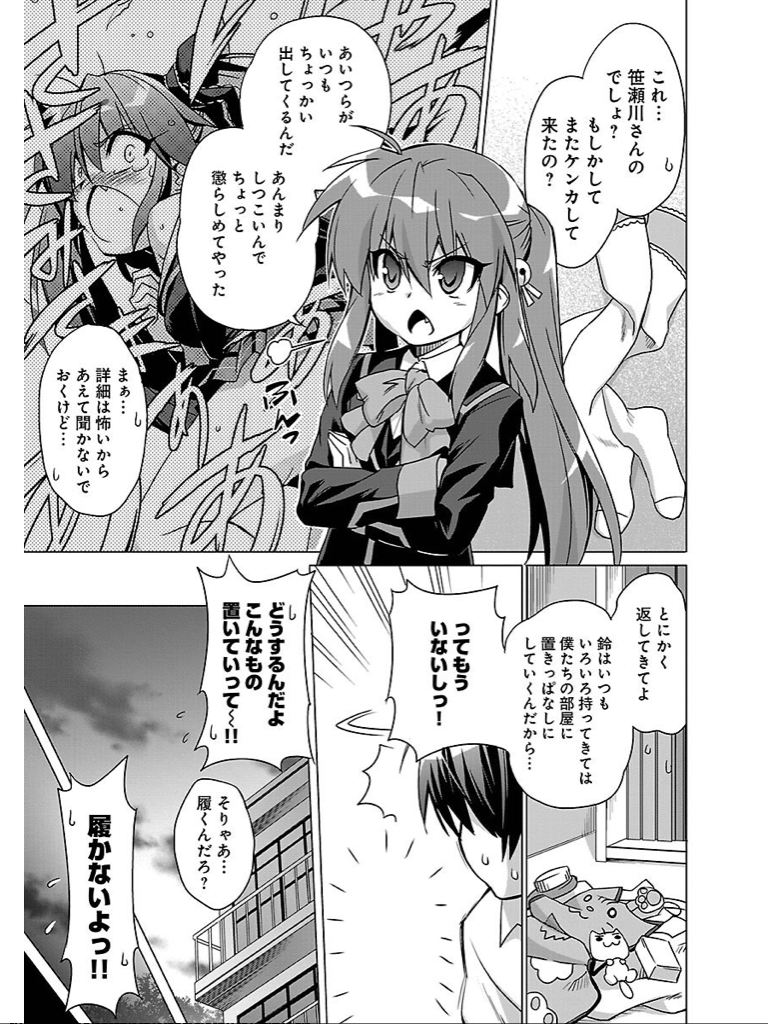 これ…
笹瀬川さんの
でしょ?
もしかして
またケンカして
来たの?
あいつらが
いつも
ちょっかい
出してくるんだ
あんまり
しつこいんで
ちょっと
懲らしめてやった
ふんっ
まぁ…
詳細は怖いから
あえて聞かないで
おくけど…
とにかく
返してきてよ
鈴はいつも
いろいろ持ってきては
僕たちの部屋に
置きっぱなしに
していくんだから…
ってもう
いないしっ!
どうするんだよ
こんなもの
置いていって〜!!
そりゃあ…
履くんだろ?
履かないよっ!!